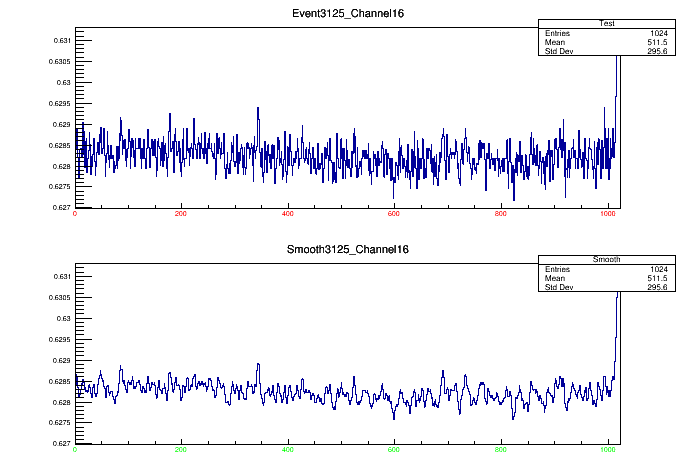 Event3125_Channel16
Test
Entries 1024
Mean 511.5
Std Dev 295.6
0.631
0.6305
0.63
0.6295
0.629
0.6285
0.628
0.6275
0.627
0 200 400 600 800 1000
Smooth3125_Channel16
Smooth
Entries 1024
Mean 511.5
Std Dev 295.6
0.631
0.6305
0.63
0.6295
0.629
0.6285
0.628
0.6275
0.627
0 200 400 600 800 1000